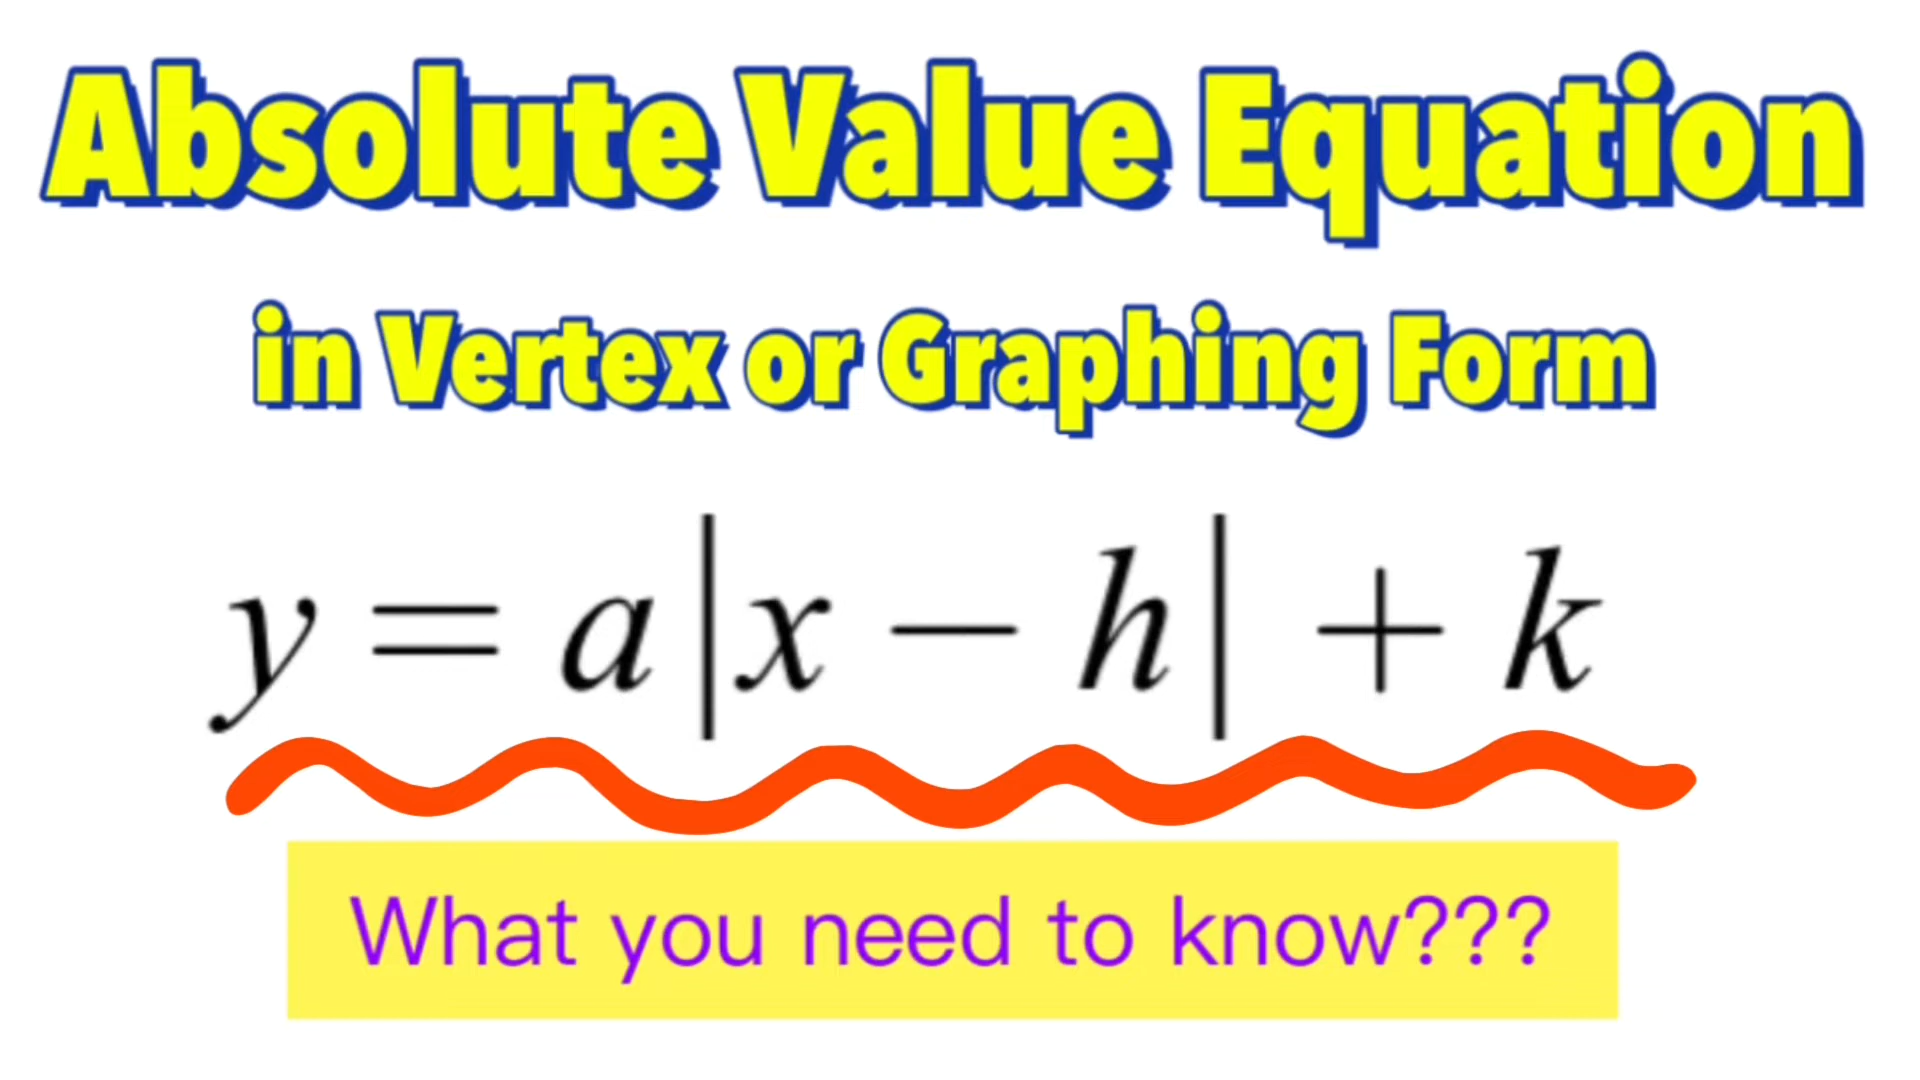 Absolute Value Equation
in Vertex or Graphing Form
y = a|x − h| + k
What you need to know???